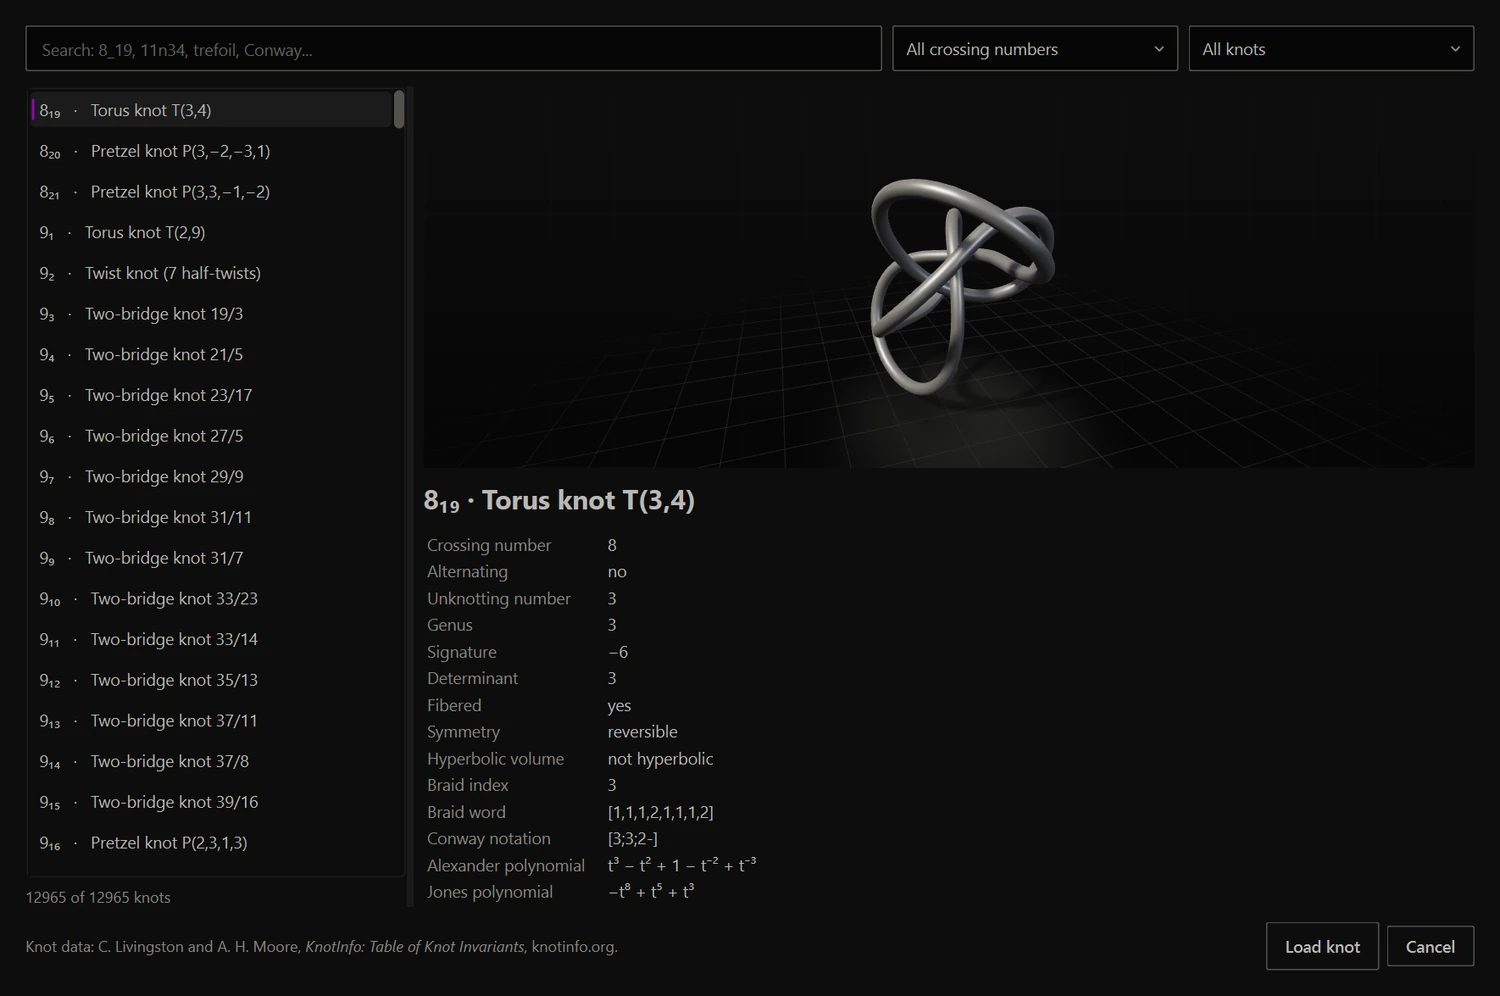 Search: 8_19, 11n34, trefoil, Conway...
All crossing numbers
All knots
8₁₉ · Torus knot T(3,4)
8₂₀ · Pretzel knot P(3,−2,−3,1)
8₂₁ · Pretzel knot P(3,3,−1,−2)
9₁ · Torus knot T(2,9)
9₂ · Twist knot (7 half-twists)
9₃ · Two-bridge knot 19/3
9₄ · Two-bridge knot 21/5
9₅ · Two-bridge knot 23/17
9₆ · Two-bridge knot 27/5
9₇ · Two-bridge knot 29/9
9₈ · Two-bridge knot 31/11
9₉ · Two-bridge knot 31/7
9₁₀ · Two-bridge knot 33/23
9₁₁ · Two-bridge knot 33/14
9₁₂ · Two-bridge knot 35/13
9₁₃ · Two-bridge knot 37/11
9₁₄ · Two-bridge knot 37/8
9₁₅ · Two-bridge knot 39/16
9₁₆ · Pretzel knot P(2,3,1,3)
12965 of 12965 knots
8₁₉ · Torus knot T(3,4)
Crossing number 8
Alternating no
Unknotting number 3
Genus 3
Signature −6
Determinant 3
Fibered yes
Symmetry reversible
Hyperbolic volume not hyperbolic
Braid index 3
Braid word [1,1,1,2,1,1,1,2]
Conway notation [3;3;2-]
Alexander polynomial t³ − t² + 1 − t⁻² + t⁻³
Jones polynomial −t⁸ + t⁵ + t³
Knot data: C. Livingston and A. H. Moore, KnotInfo: Table of Knot Invariants, knotinfo.org.
Load knot
Cancel